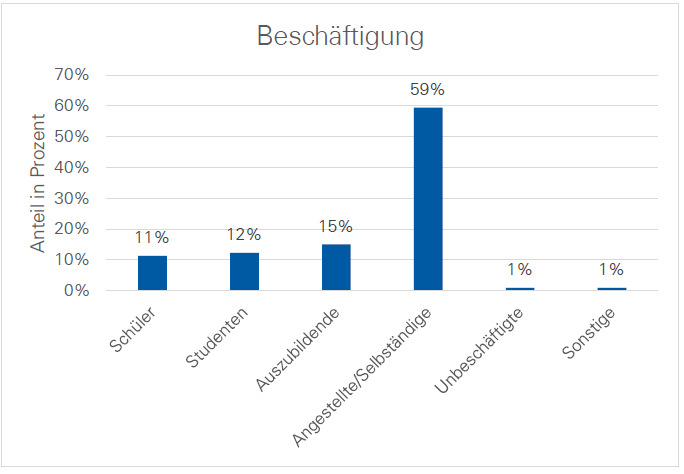 Beschäftigung
Anteil in Prozent
70%
60%
50%
40%
30%
20%
10%
0%
11%
12%
15%
59%
1%
1%
Schüler
Studenten
Auszubildende
Angestellte/Selbständige
Unbeschäftigte
Sonstige